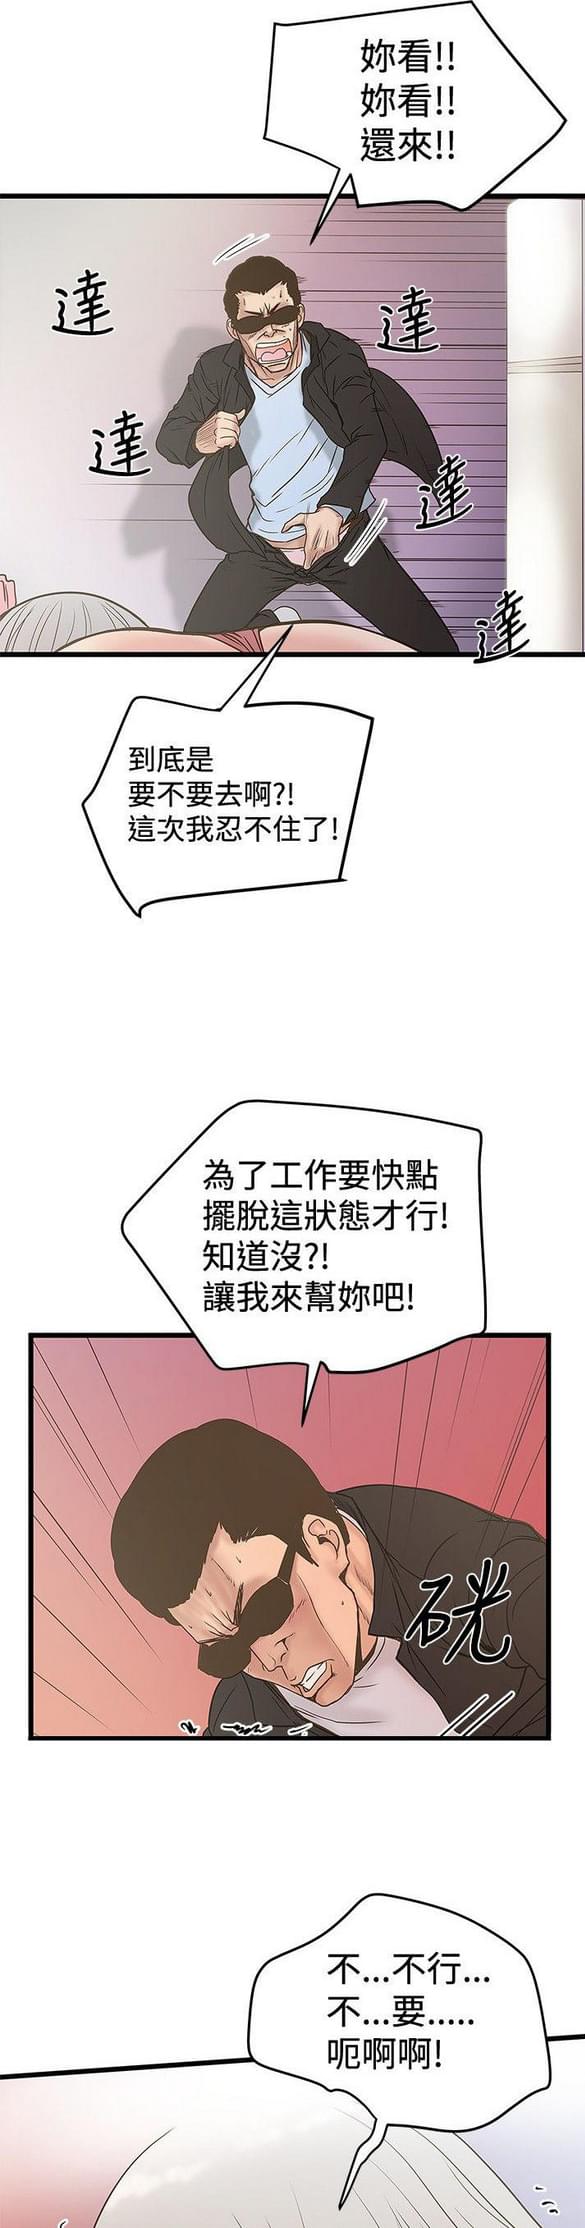 妳看!!
妳看!!
還來!!
達
達
達
達
達
到底是
要不要去啊?!
這次我忍不住了!
為了工作要快點
擺脫這狀態才行!
知道沒?!
讓我來幫妳吧!
硄
不...不行...
不...要.....
呃啊啊!